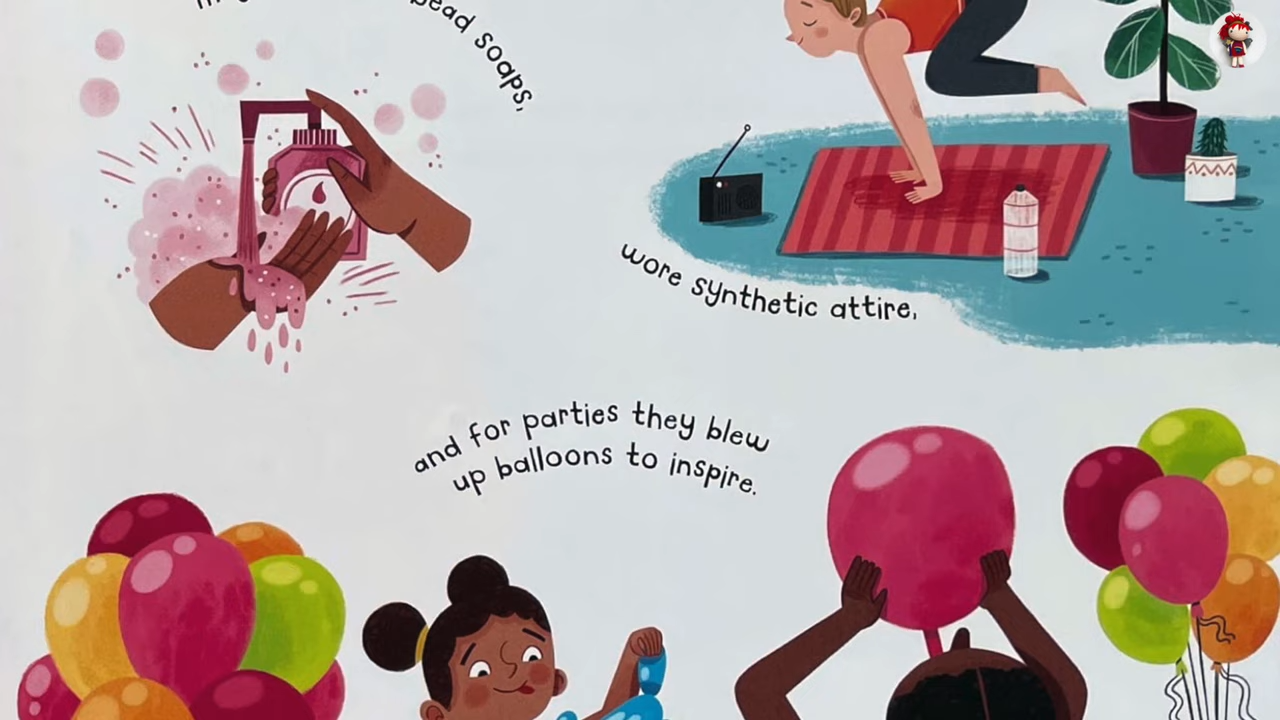 bead soaps,
wore synthetic attire,
and for parties they blew
up balloons to inspire.